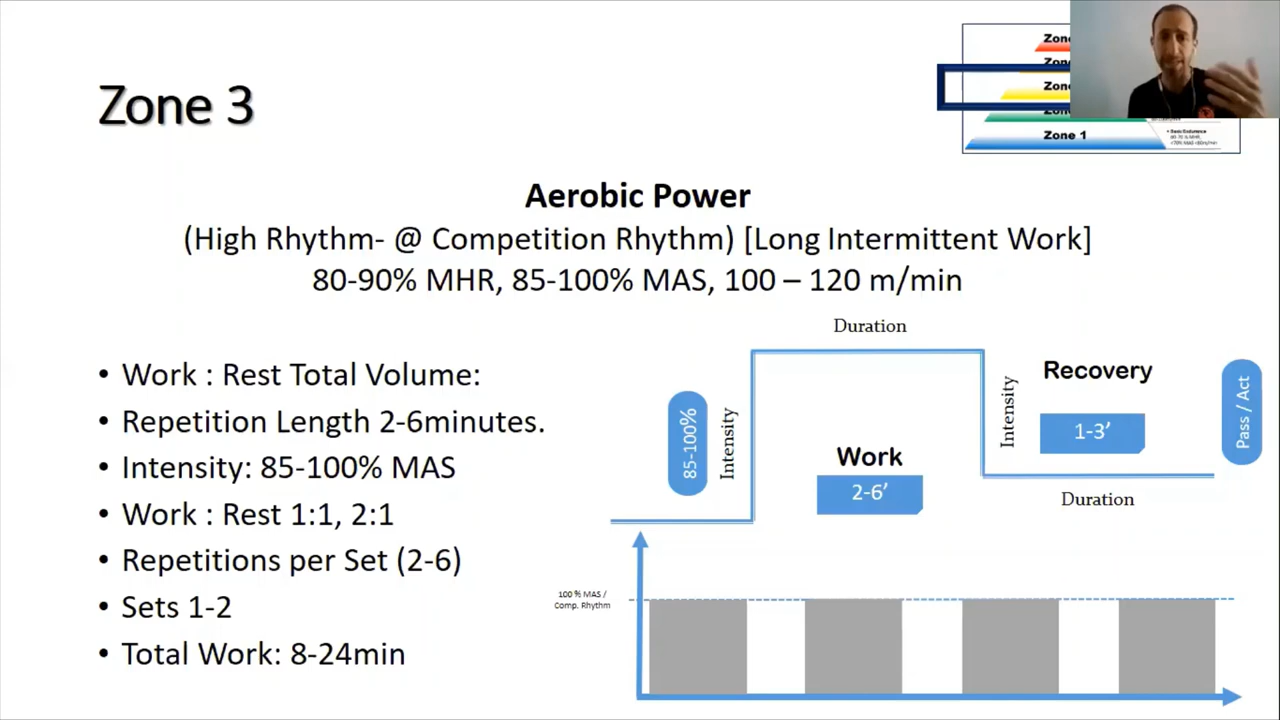 Zone 3
Zone 1
Aerobic Power
(High Rhythm- @ Competition Rhythm) [Long Intermittent Work]
80-90% MHR, 85-100% MAS, 100 – 120 m/min
• Work : Rest Total Volume:
• Repetition Length 2-6minutes.
• Intensity: 85-100% MAS
• Work : Rest 1:1, 2:1
• Repetitions per Set (2-6)
• Sets 1-2
• Total Work: 8-24min
Duration
85-100%
Intensity
Work
2-6’
Intensity
Recovery
1-3’
Duration
Pass / Act
100 % MAS /
Comp. Rhythm